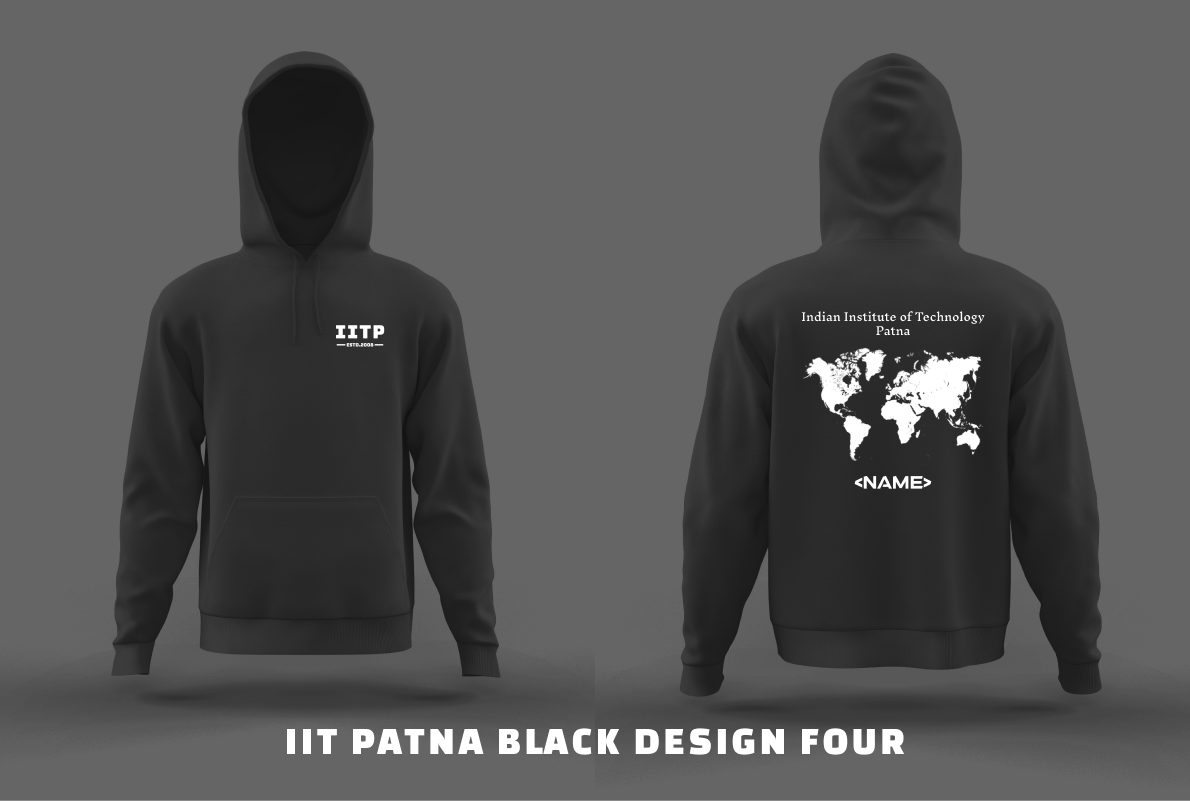 IITP
ESTD.2008
Indian Institute of Technology
Patna
<NAME>
IIT PATNA BLACK DESIGN FOUR